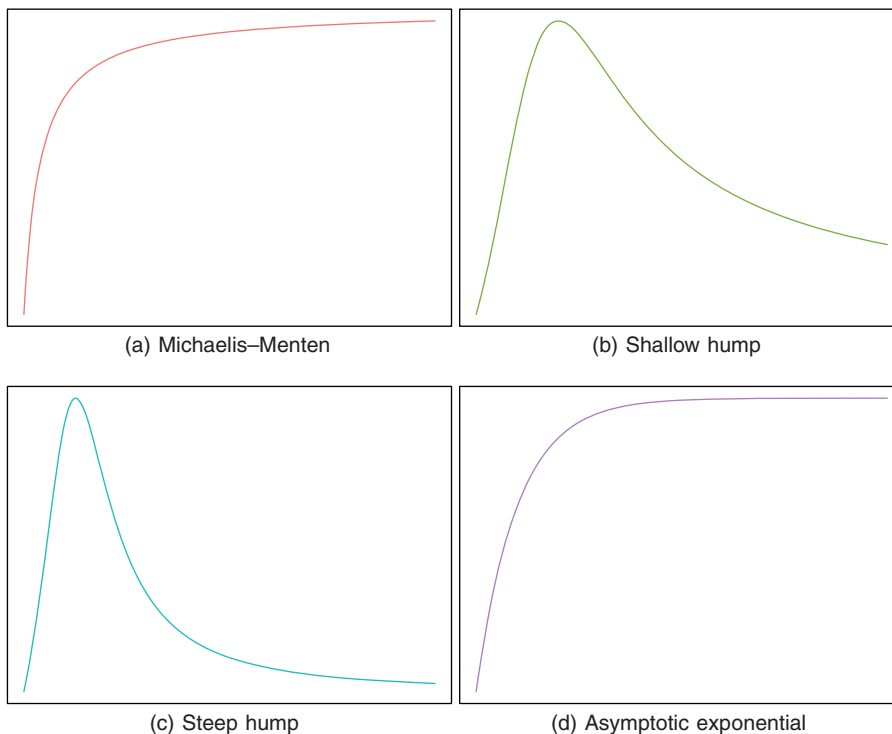 (a) Michaelis–Menten
(b) Shallow hump
(c) Steep hump
(d) Asymptotic exponential